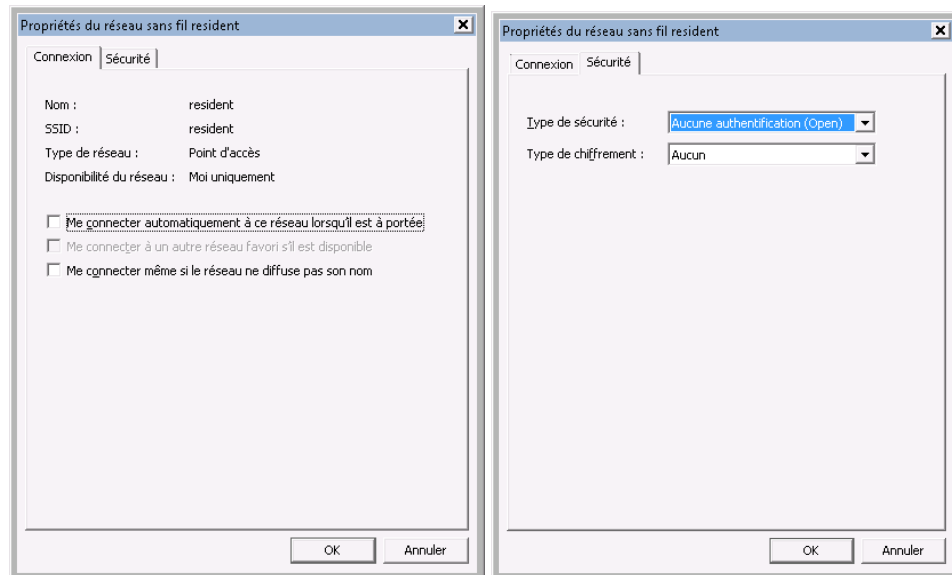 Propriétés du réseau sans fil resident
Connexion Sécurité
Nom : resident
SSID : resident
Type de réseau : Point d'accès
Disponibilité du réseau : Moi uniquement
Me connecter automatiquement à ce réseau lorsqu'il est à portée
Me connecter à un autre réseau favori s'il est disponible
Me connecter même si le réseau ne diffuse pas son nom
OK Annuler
Propriétés du réseau sans fil resident
Connexion Sécurité
Type de sécurité : Aucune authentification (Open)
Type de chiffrement : Aucun
OK Annuler